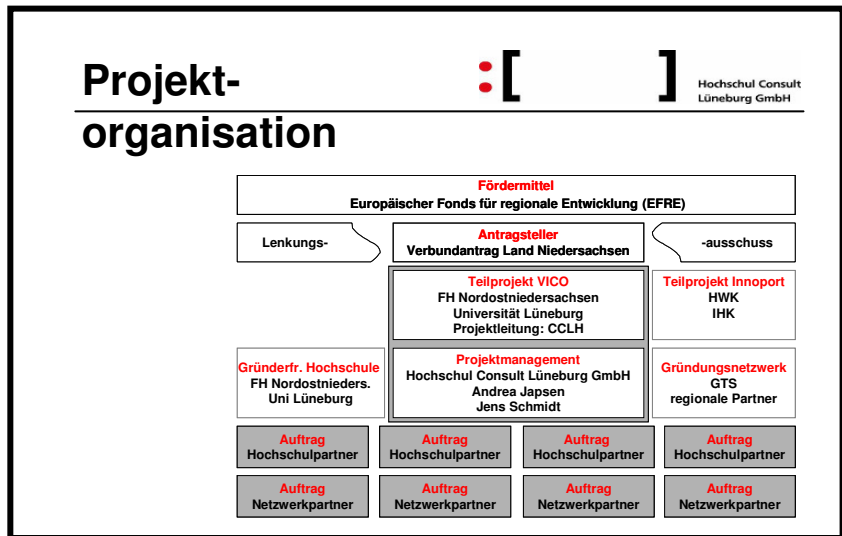 Projekt-
organisation
:[ ]
Hochschul Consult
Lüneburg GmbH
Fördermittel
Europäischer Fonds für regionale Entwicklung (EFRE)
Lenkungs-
Antragsteller
Verbundantrag Land Niedersachsen
-ausschuss
Teilprojekt VICO
FH Nordostniedersachsen
Universität Lüneburg
Projektleitung: CCLH
Teilprojekt Innoport
HWK
IHK
Gründerfr. Hochschule
FH Nordostnieders.
Uni Lüneburg
Projektmanagement
Hochschul Consult Lüneburg GmbH
Andrea Japsen
Jens Schmidt
Gründungsnetzwerk
GTS
regionale Partner
Auftrag
Hochschulpartner
Auftrag
Hochschulpartner
Auftrag
Hochschulpartner
Auftrag
Hochschulpartner
Auftrag
Netzwerkpartner
Auftrag
Netzwerkpartner
Auftrag
Netzwerkpartner
Auftrag
Netzwerkpartner